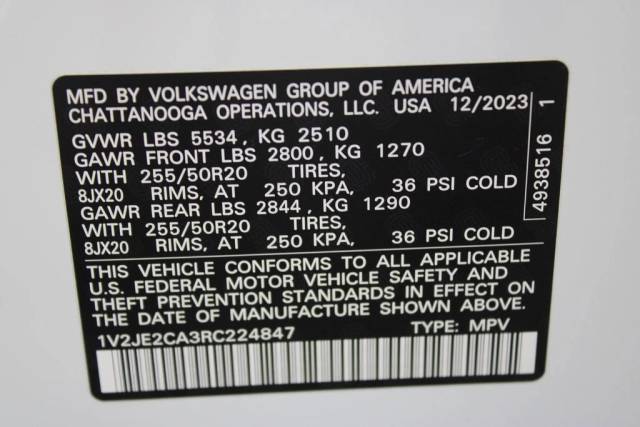 MFD BY VOLKSWAGEN GROUP OF AMERICA
CHATTANOOGA OPERATIONS, LLC. USA 12/2023
GVWR LBS 5534, KG 2510
GAWR FRONT LBS 2800, KG 1270
WITH 255/50R20 TIRES,
8JX20 RIMS, AT 250 KPA, 36 PSI COLD
GAWR REAR LBS 2844, KG 1290
WITH 255/50R20 TIRES,
8JX20 RIMS, AT 250 KPA, 36 PSI COLD
THIS VEHICLE CONFORMS TO ALL APPLICABLE
U.S. FEDERAL MOTOR VEHICLE SAFETY AND
THEFT PREVENTION STANDARDS IN EFFECT ON
THE DATE OF MANUFACTURE SHOWN ABOVE.
1V2JE2CA3RC224847 TYPE: MPV
4938516 1